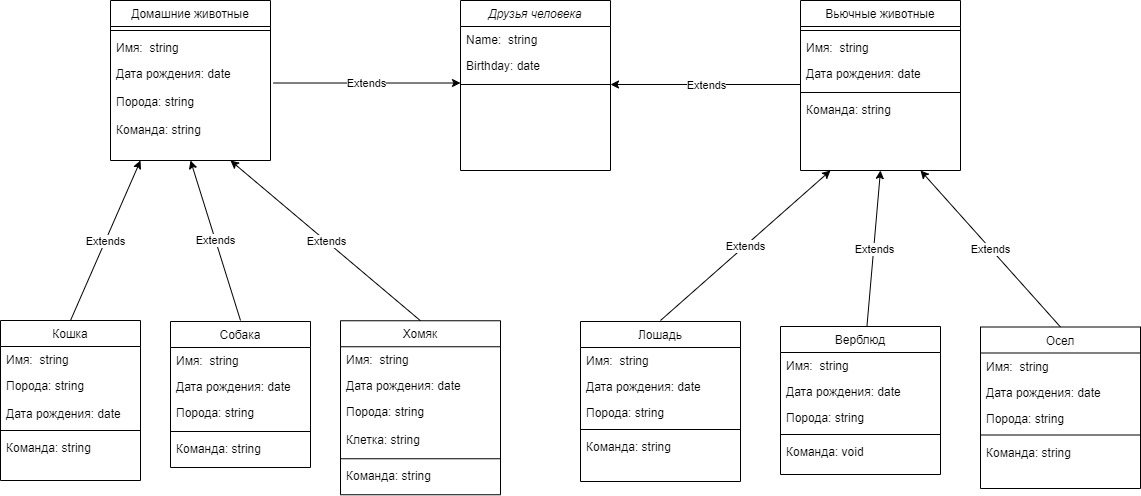 Домашние животные
Имя: string
Дата рождения: date
Порода: string
Команда: string
Друзья человека
Name: string
Birthday: date
Вьючные животные
Имя: string
Дата рождения: date
Команда: string
Extends
Extends
Extends
Extends
Extends
Extends
Extends
Extends
Кошка
Имя: string
Порода: string
Дата рождения: date
Команда: string
Собака
Имя: string
Дата рождения: date
Порода: string
Команда: string
Хомяк
Имя: string
Дата рождения: date
Порода: string
Клетка: string
Команда: string
Лошадь
Имя: string
Дата рождения: date
Порода: string
Команда: string
Верблюд
Имя: string
Дата рождения: date
Порода: string
Команда: void
Осел
Имя: string
Дата рождения: date
Порода: string
Команда: string